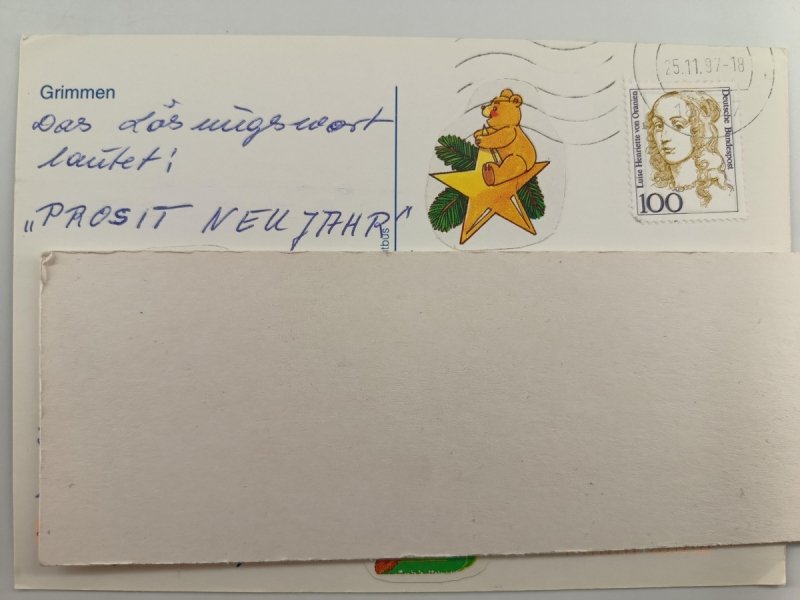 Grimmen
Das Lösungswort
lautet:
„PROSIT NEUJAHR"
25.11.97-18
Deutsche Bundespost
Luise Henriette von Oranien
100